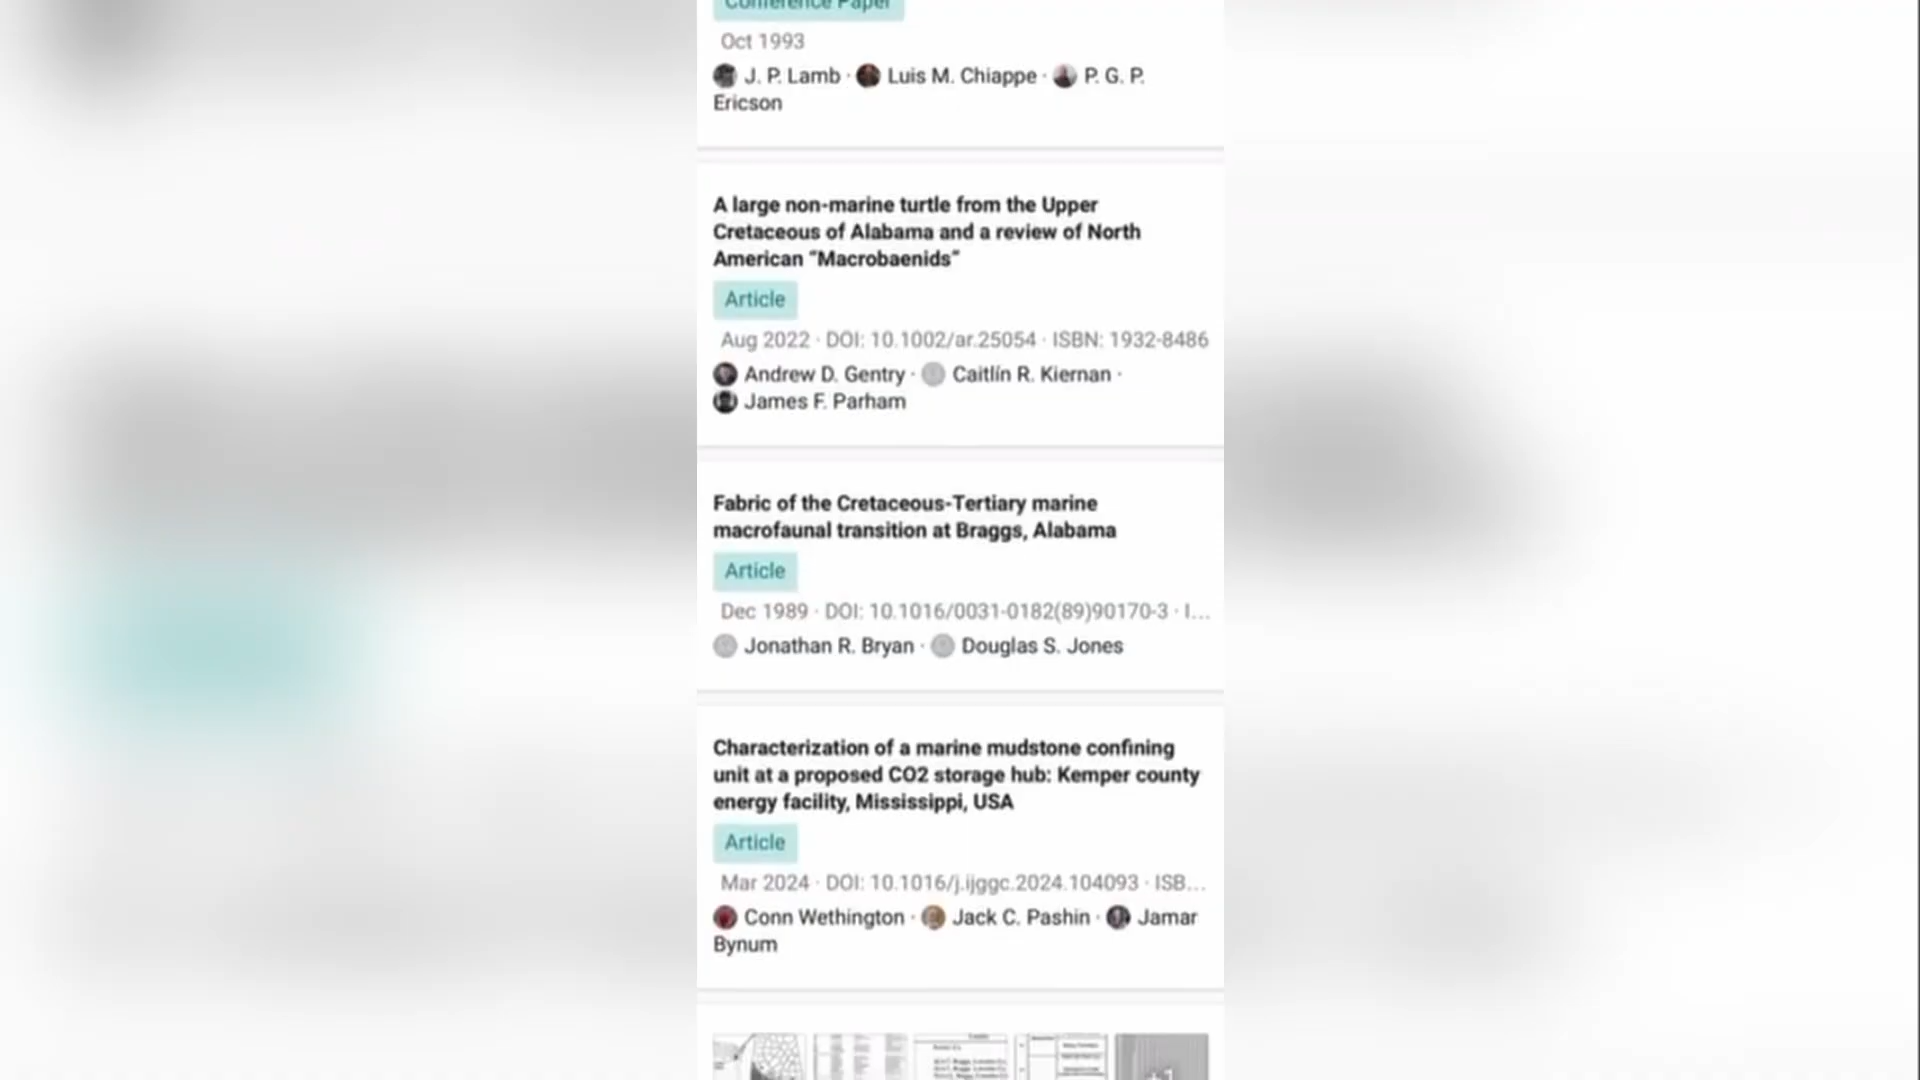 Conference Paper
Oct 1993
J. P. Lamb · Luis M. Chiappe · P. G. P.
Ericson
A large non-marine turtle from the Upper
Cretaceous of Alabama and a review of North
American “Macrobaenids”
Article
Aug 2022 · DOI: 10.1002/ar.25054 · ISBN: 1932-8486
Andrew D. Gentry · Caitlín R. Kiernan ·
James F. Parham
Fabric of the Cretaceous-Tertiary marine
macrofaunal transition at Braggs, Alabama
Article
Dec 1989 · DOI: 10.1016/0031-0182(89)90170-3 · I...
Jonathan R. Bryan · Douglas S. Jones
Characterization of a marine mudstone confining
unit at a proposed CO2 storage hub: Kemper county
energy facility, Mississippi, USA
Article
Mar 2024 · DOI: 10.1016/j.ijggc.2024.104093 · ISB...
Conn Wethington · Jack C. Pashin · Jamar
Bynum